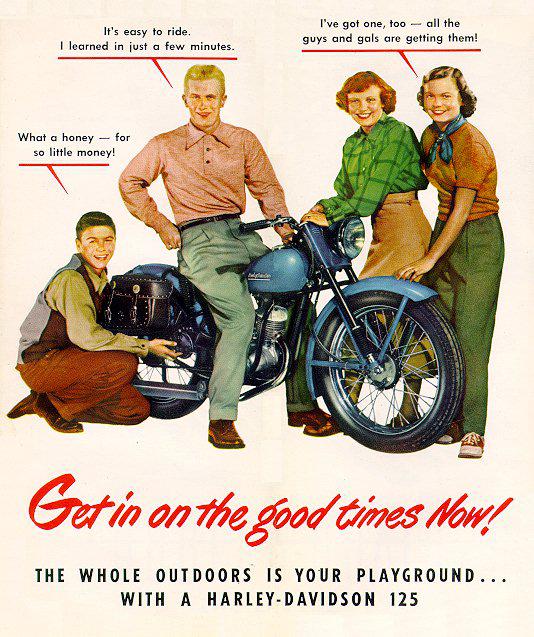 It's easy to ride.
I learned in just a few minutes.
I've got one, too — all the
guys and gals are getting them!
What a honey — for
so little money!
Harley-Davidson
Get in on the good times Now!
THE WHOLE OUTDOORS IS YOUR PLAYGROUND...
WITH A HARLEY-DAVIDSON 125